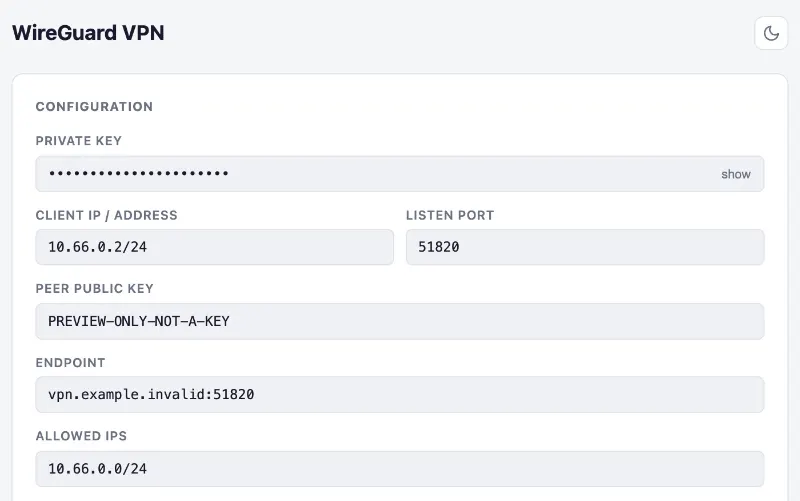 WireGuard VPN
CONFIGURATION
PRIVATE KEY
••••••••••••••••••••••
show
CLIENT IP / ADDRESS
LISTEN PORT
10.66.0.2/24
51820
PEER PUBLIC KEY
PREVIEW-ONLY-NOT-A-KEY
ENDPOINT
vpn.example.invalid:51820
ALLOWED IPS
10.66.0.0/24